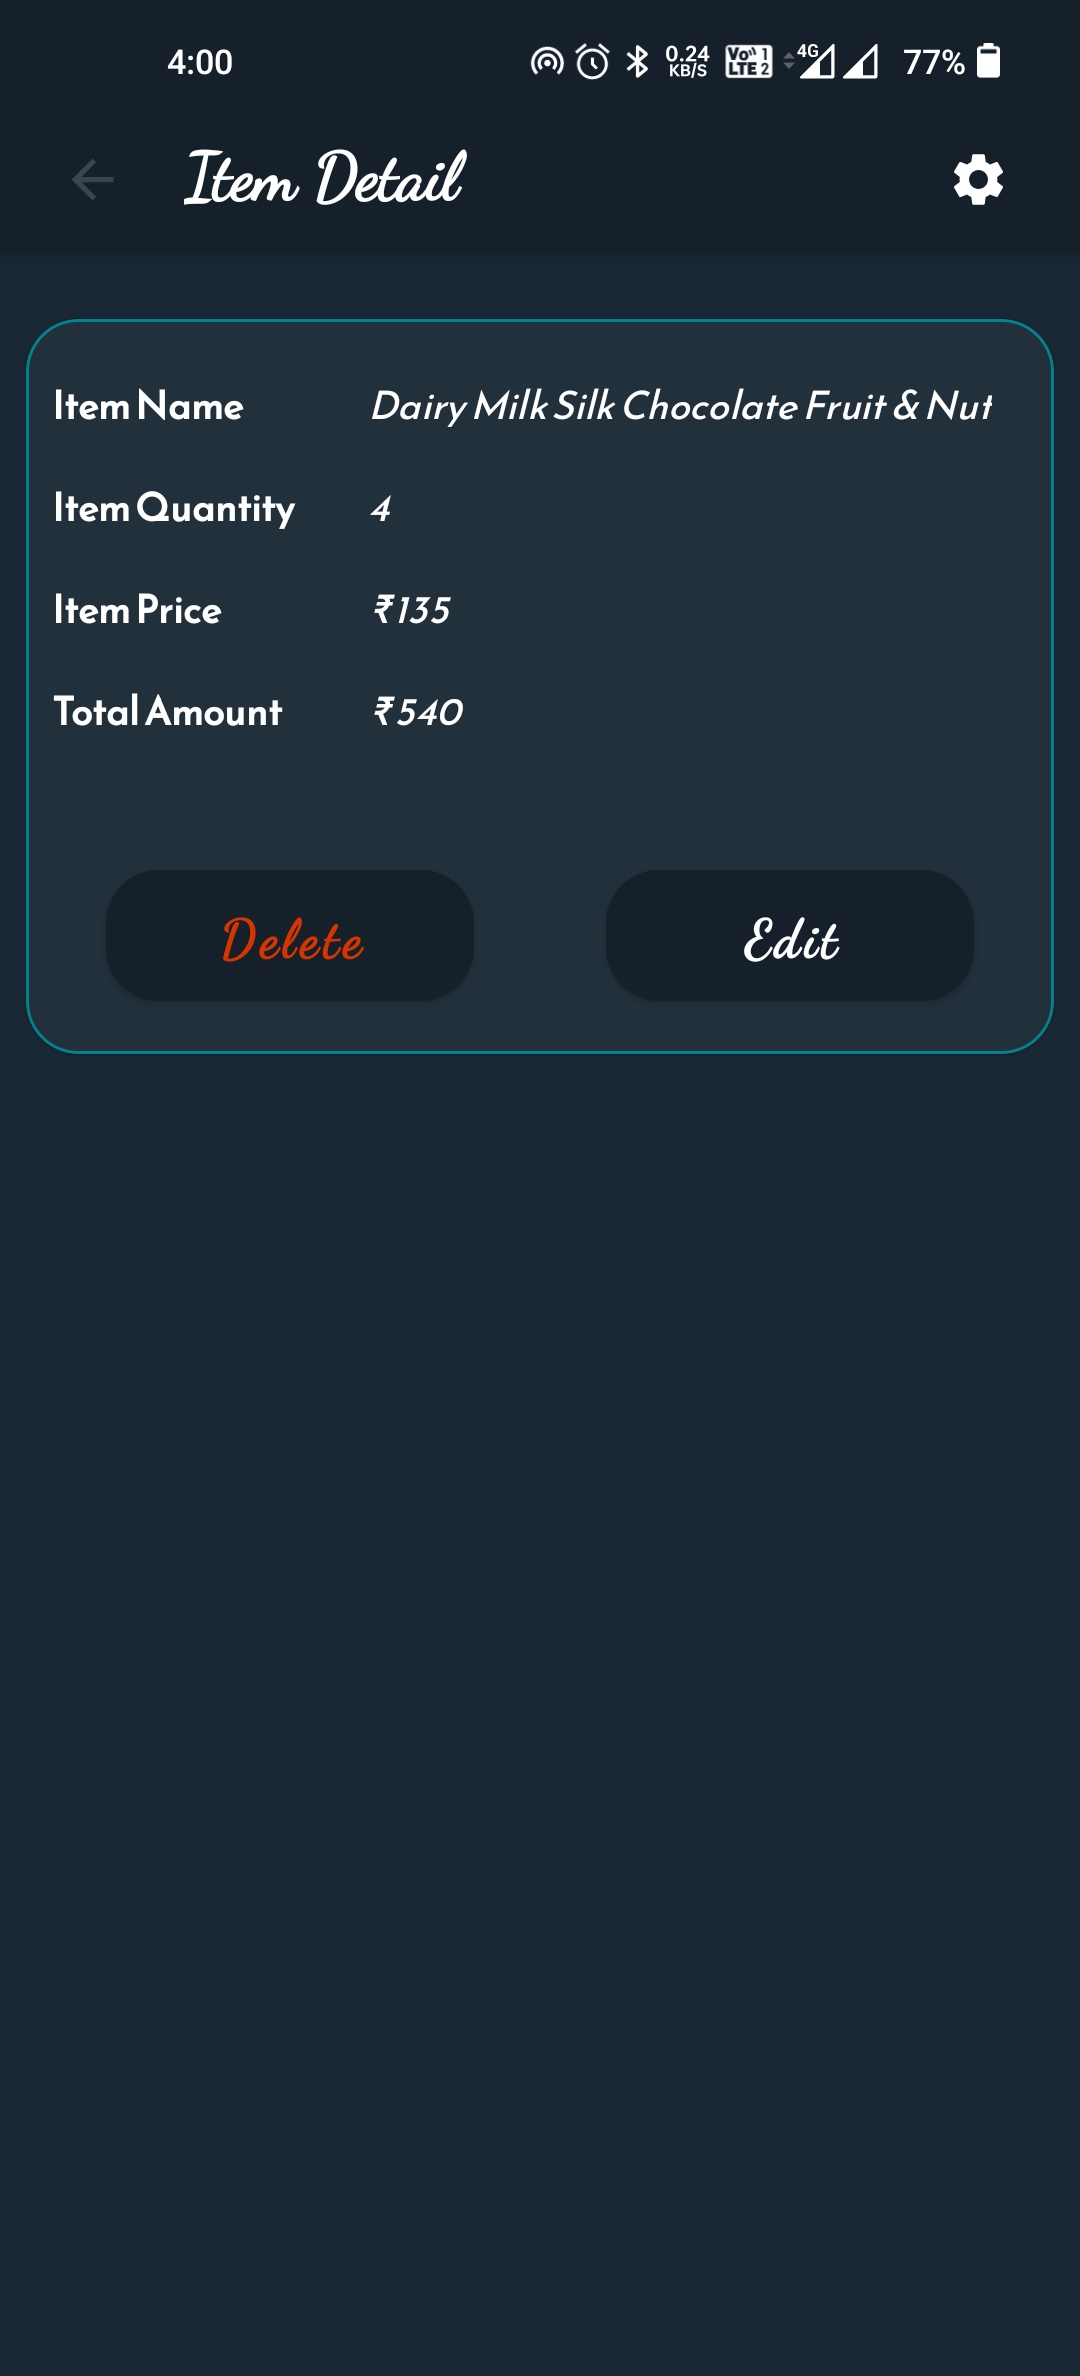 4:00 0.24 KB/S Vo 1 LTE 2 4G 77%
Item Detail
Item Name Dairy Milk Silk Chocolate Fruit & Nut
Item Quantity 4
Item Price ₹135
Total Amount ₹540
Delete Edit